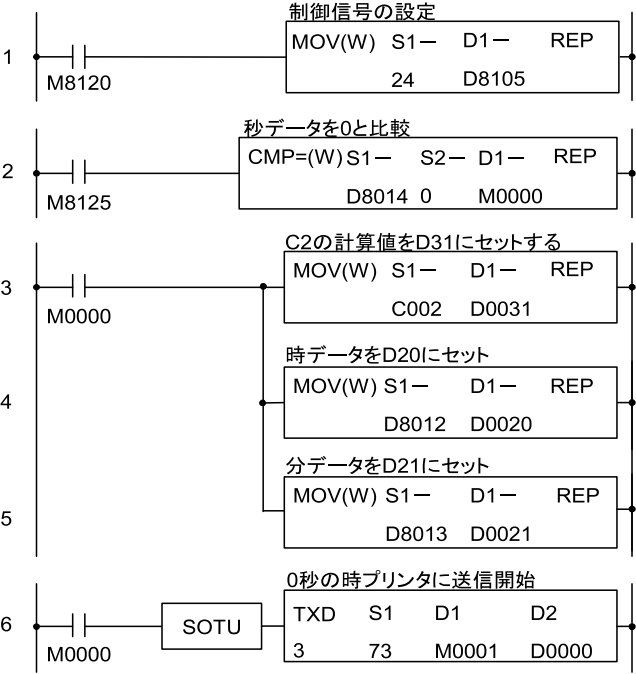 制御信号の設定
1
MOV(W) S1－ D1－ REP
M8120
24 D8105
秒データを0と比較
2
CMP=(W) S1－ S2－ D1－ REP
M8125
D8014 0 M0000
C2の計算値をD31にセットする
3
MOV(W) S1－ D1－ REP
M0000
C002 D0031
時データをD20にセット
4
MOV(W) S1－ D1－ REP
D8012 D0020
分データをD21にセット
5
MOV(W) S1－ D1－ REP
D8013 D0021
0秒の時プリンタに送信開始
6
SOTU
TXD S1 D1 D2
M0000
3 73 M0001 D0000